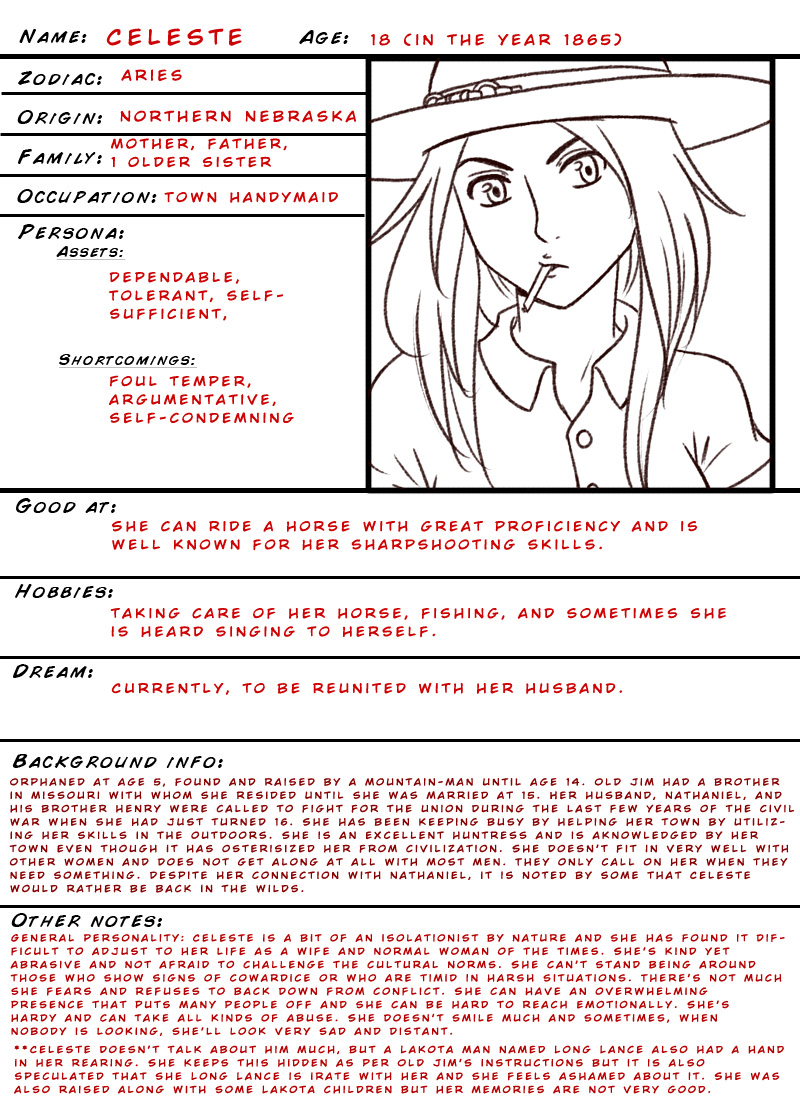 NAME: CELESTE AGE: 18 (IN THE YEAR 1865)
ZODIAC: ARIES
ORIGIN: NORTHERN NEBRASKA
FAMILY: MOTHER, FATHER,
1 OLDER SISTER
OCCUPATION: TOWN HANDYMAID
PERSONA:
ASSETS:
DEPENDABLE,
TOLERANT, SELF-
SUFFICIENT,
SHORTCOMINGS:
FOUL TEMPER,
ARGUMENTATIVE,
SELF-CONDEMNING
GOOD AT:
SHE CAN RIDE A HORSE WITH GREAT PROFICIENCY AND IS
WELL KNOWN FOR HER SHARPSHOOTING SKILLS.
HOBBIES:
TAKING CARE OF HER HORSE, FISHING, AND SOMETIMES SHE
IS HEARD SINGING TO HERSELF.
DREAM:
CURRENTLY, TO BE REUNITED WITH HER HUSBAND.
BACKGROUND INFO:
ORPHANED AT AGE 5, FOUND AND RAISED BY A MOUNTAIN-MAN UNTIL AGE 14. OLD JIM HAD A BROTHER
IN MISSOURI WITH WHOM SHE RESIDED UNTIL SHE WAS MARRIED AT 15. HER HUSBAND, NATHANIEL, AND
HIS BROTHER HENRY WERE CALLED TO FIGHT FOR THE UNION DURING THE LAST FEW YEARS OF THE CIVIL
WAR WHEN SHE HAD JUST TURNED 16. SHE HAS BEEN KEEPING BUSY BY HELPING HER TOWN BY UTILIZ-
ING HER SKILLS IN THE OUTDOORS. SHE IS AN EXCELLENT HUNTRESS AND IS AKNOWLEDGED BY HER
TOWN EVEN THOUGH IT HAS OSTERISIZED HER FROM CIVILIZATION. SHE DOESN'T FIT IN VERY WELL WITH
OTHER WOMEN AND DOES NOT GET ALONG AT ALL WITH MOST MEN. THEY ONLY CALL ON HER WHEN THEY
NEED SOMETHING. DESPITE HER CONNECTION WITH NATHANIEL, IT IS NOTED BY SOME THAT CELESTE
WOULD RATHER BE BACK IN THE WILDS.
OTHER NOTES:
GENERAL PERSONALITY: CELESTE IS A BIT OF AN ISOLATIONIST BY NATURE AND SHE HAS FOUND IT DIF-
FICULT TO ADJUST TO HER LIFE AS A WIFE AND NORMAL WOMAN OF THE TIMES. SHE'S KIND YET
ABRASIVE AND NOT AFRAID TO CHALLENGE THE CULTURAL NORMS. SHE CAN'T STAND BEING AROUND
THOSE WHO SHOW SIGNS OF COWARDICE OR WHO ARE TIMID IN HARSH SITUATIONS. THERE'S NOT MUCH
SHE FEARS AND REFUSES TO BACK DOWN FROM CONFLICT. SHE CAN HAVE AN OVERWHELMING
PRESENCE THAT PUTS MANY PEOPLE OFF AND SHE CAN BE HARD TO REACH EMOTIONALLY. SHE'S
HARDY AND CAN TAKE ALL KINDS OF ABUSE. SHE DOESN'T SMILE MUCH AND SOMETIMES, WHEN
NOBODY IS LOOKING, SHE'LL LOOK VERY SAD AND DISTANT.
**CELESTE DOESN'T TALK ABOUT HIM MUCH, BUT A LAKOTA MAN NAMED LONG LANCE ALSO HAD A HAND
IN HER REARING. SHE KEEPS THIS HIDDEN AS PER OLD JIM'S INSTRUCTIONS BUT IT IS ALSO
SPECULATED THAT SHE LONG LANCE IS IRATE WITH HER AND SHE FEELS ASHAMED ABOUT IT. SHE WAS
ALSO RAISED ALONG WITH SOME LAKOTA CHILDREN BUT HER MEMORIES ARE NOT VERY GOOD.